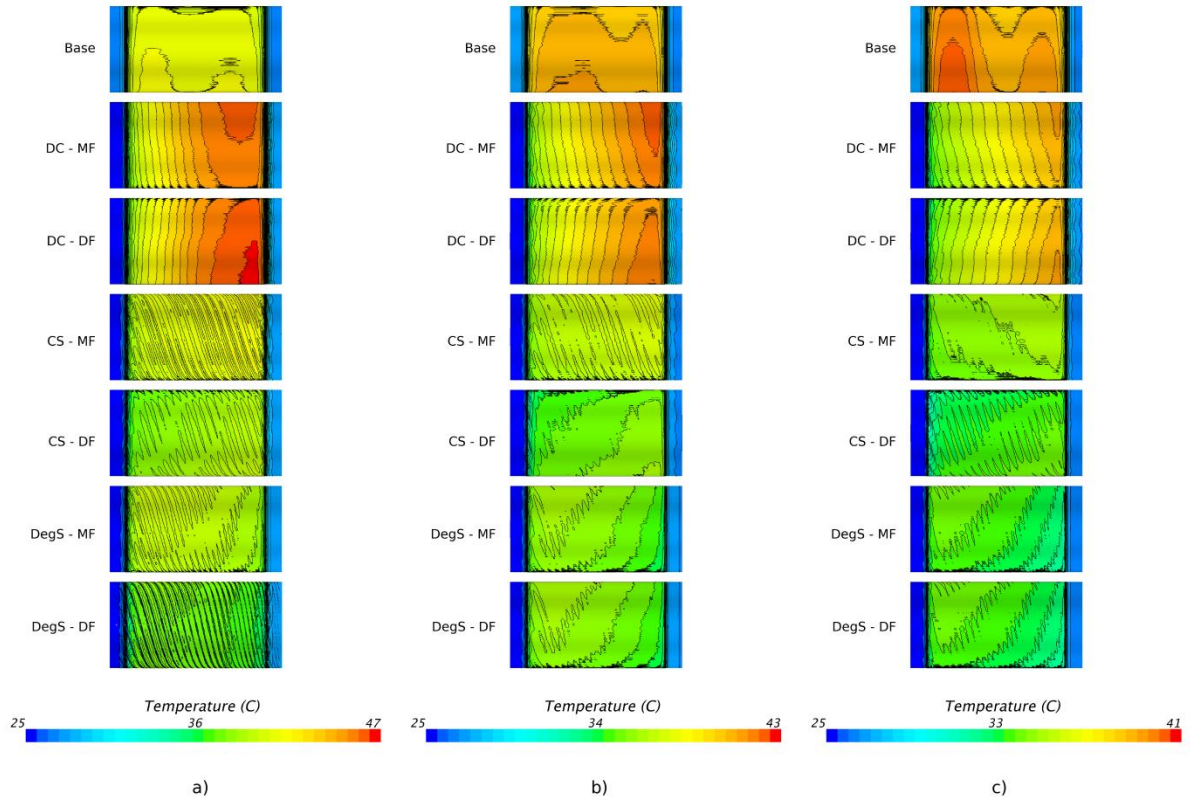 Base
DC - MF
DC - DF
CS - MF
CS - DF
DegS - MF
DegS - DF
Temperature (C)
25 36 47
a)
Base
DC - MF
DC - DF
CS - MF
CS - DF
DegS - MF
DegS - DF
Temperature (C)
25 34 43
b)
Base
DC - MF
DC - DF
CS - MF
CS - DF
DegS - MF
DegS - DF
Temperature (C)
25 33 41
c)